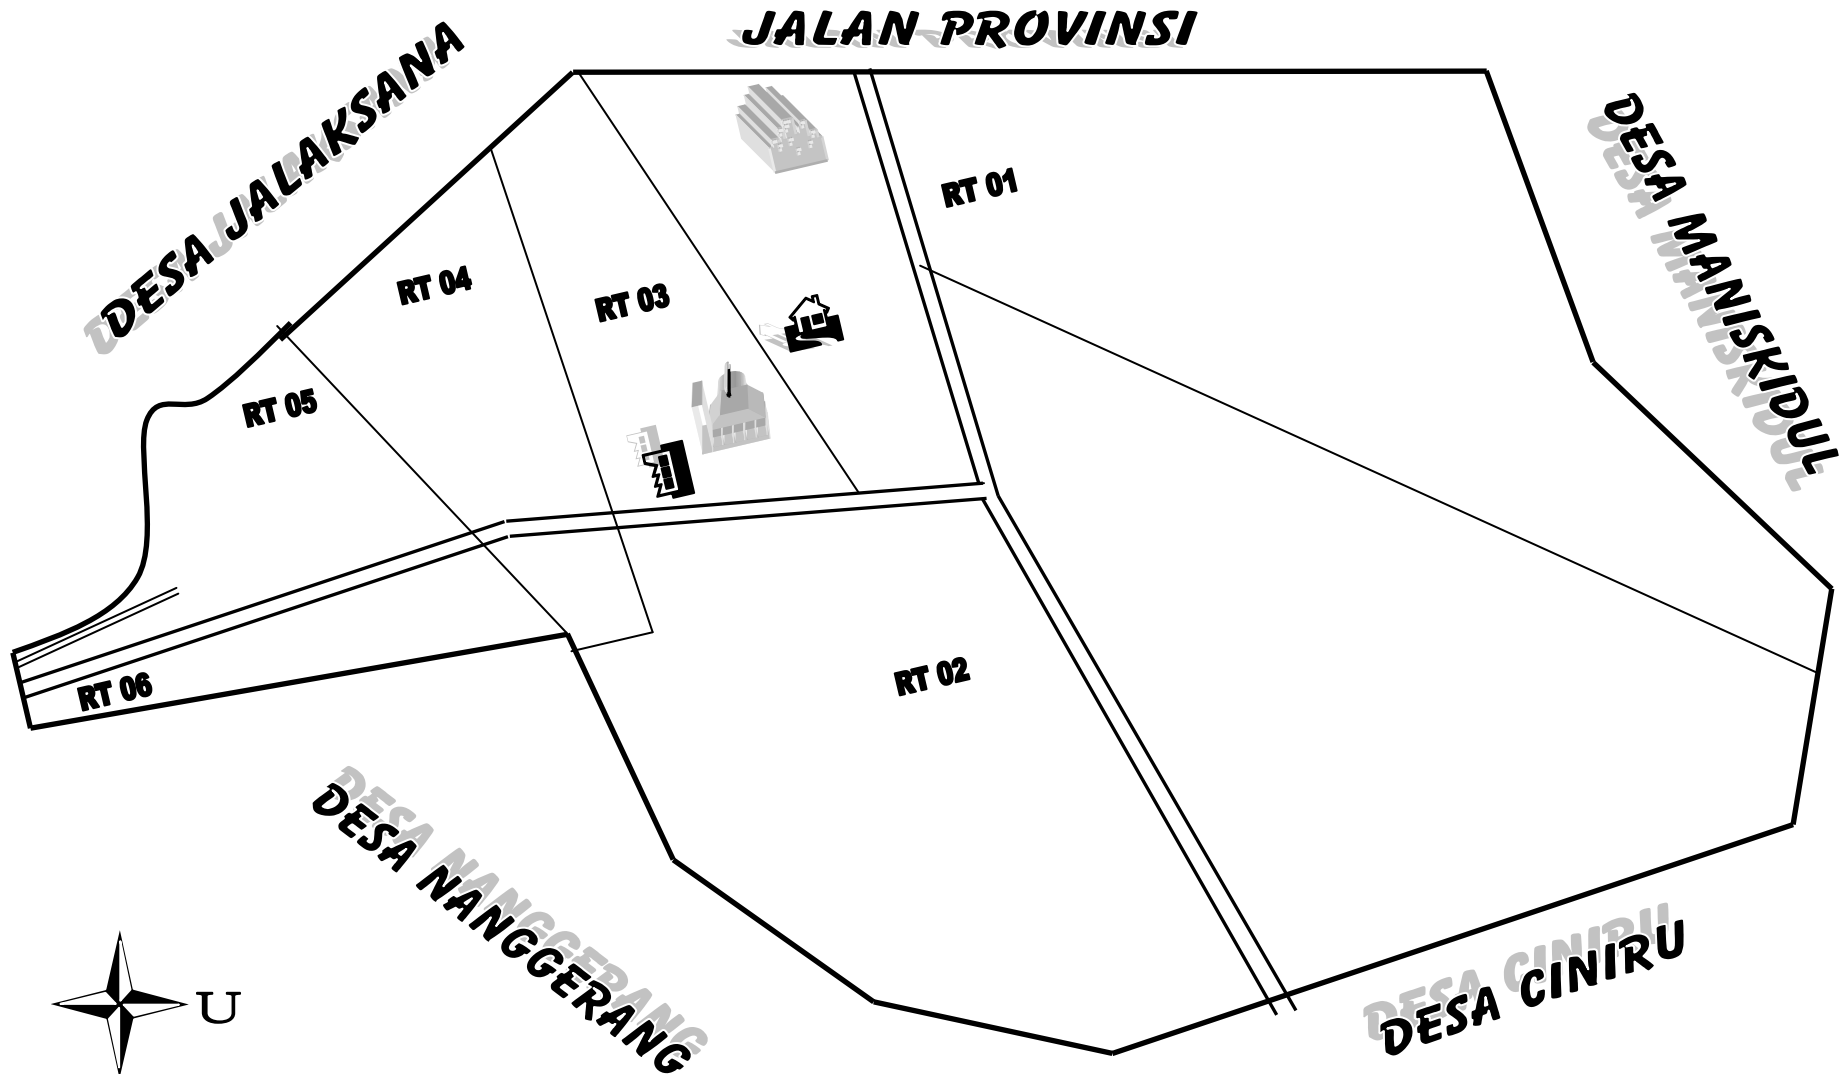 JALAN PROVINSI
DESA JALAKSANA
DESA MANISKIDUL
RT 01
RT 04
RT 03
RT 05
RT 02
RT 06
DESA NANGGERANG
DESA CINIRU
U